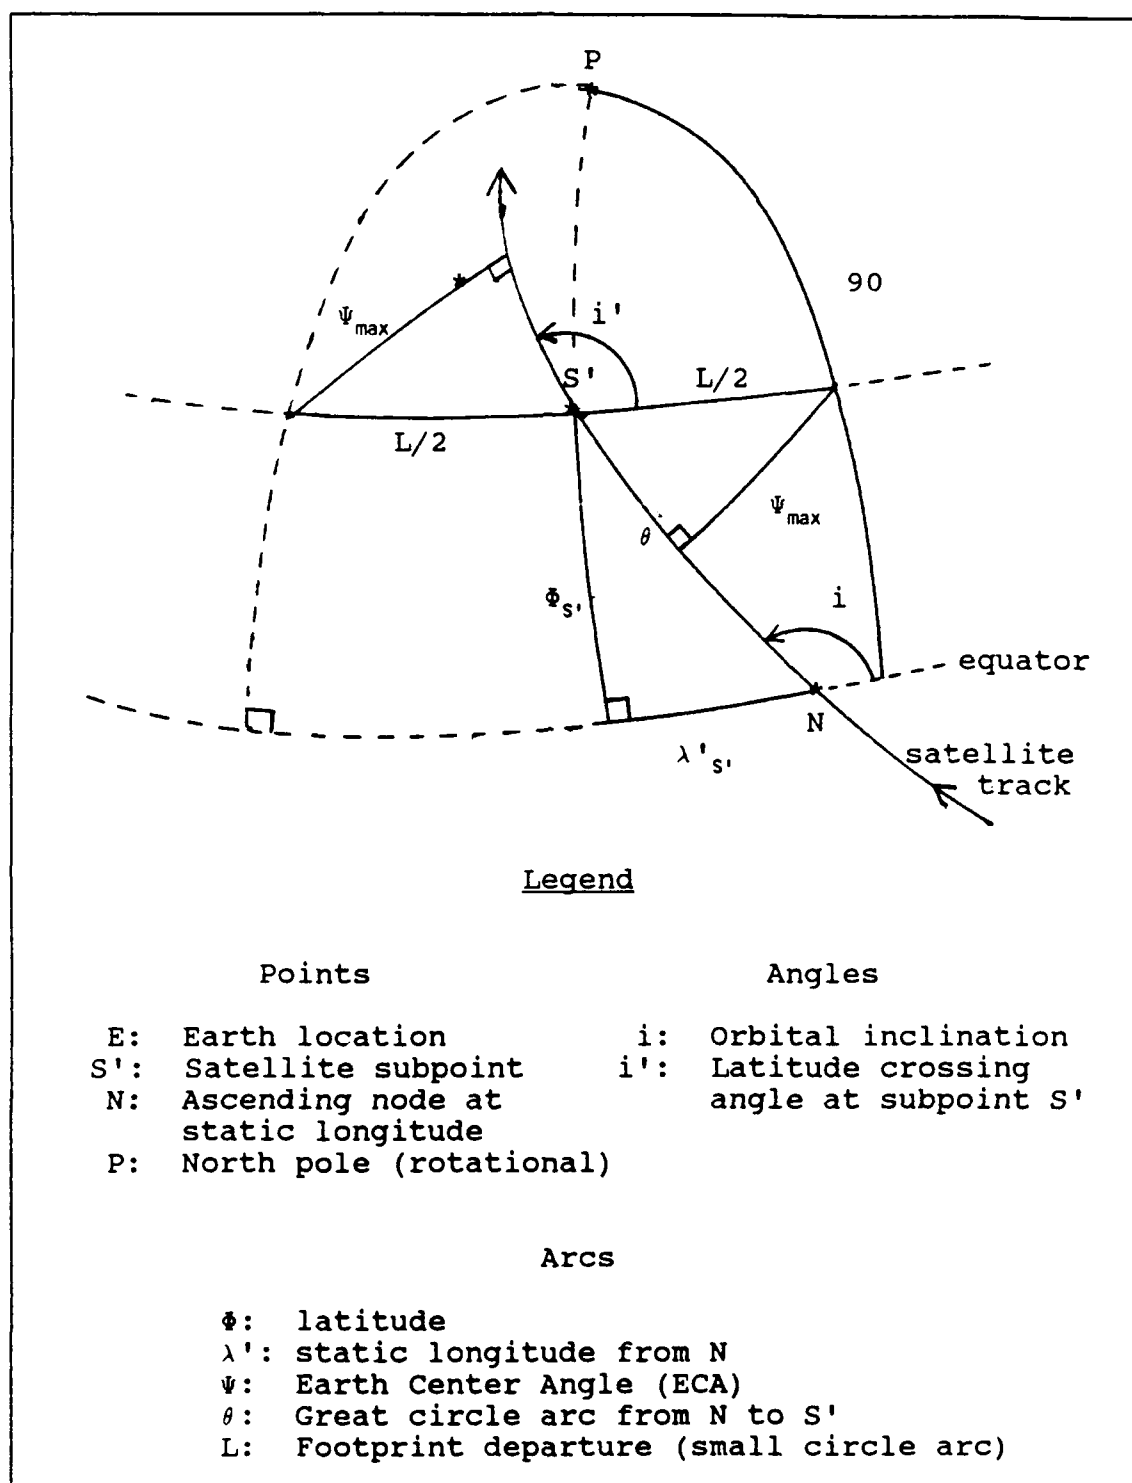 P
90
Ψmax
i'
S'
L/2
L/2
Ψmax
θ
ΦS'
i
equator
N
λ'S'
satellite
track
Legend
Points
E: Earth location
S': Satellite subpoint
N: Ascending node at
static longitude
P: North pole (rotational)
Angles
i: Orbital inclination
i': Latitude crossing
angle at subpoint S'
Arcs
Φ: latitude
λ': static longitude from N
Ψ: Earth Center Angle (ECA)
θ: Great circle arc from N to S'
L: Footprint departure (small circle arc)